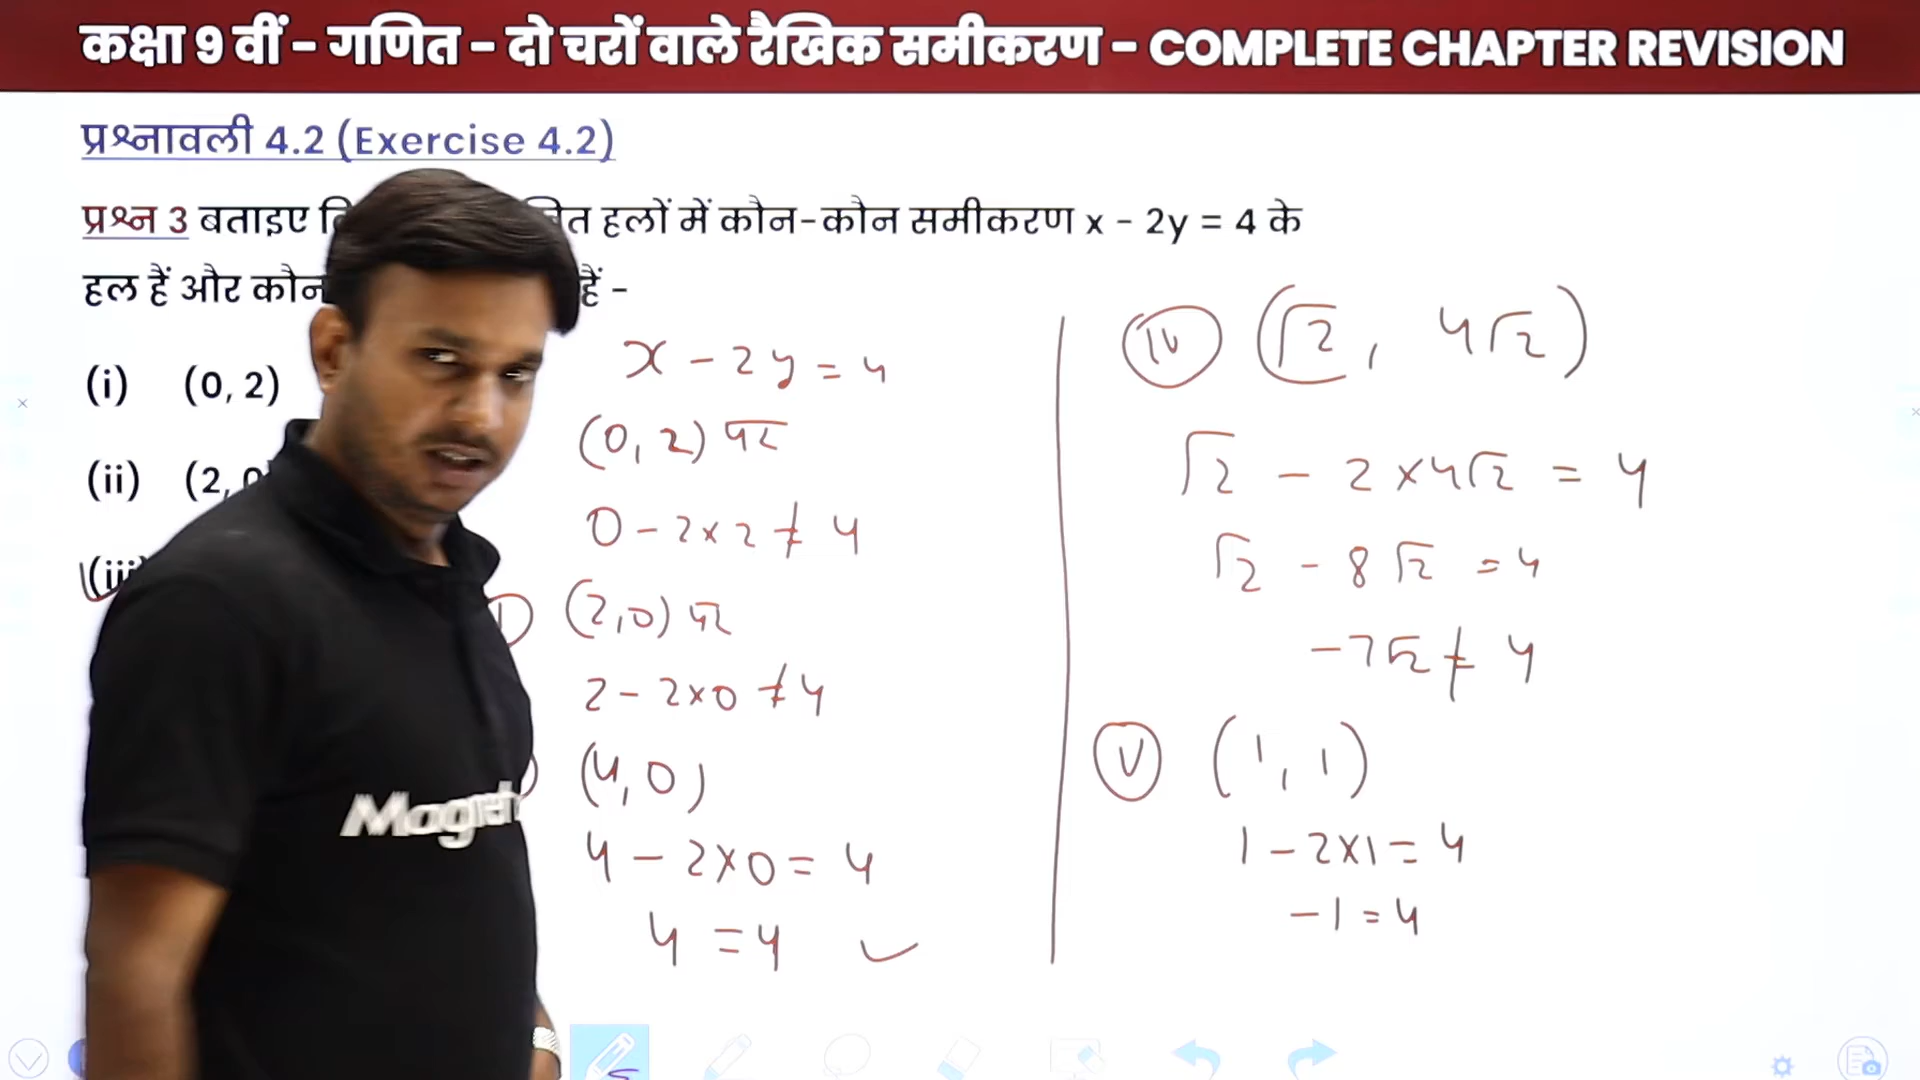 कक्षा 9 वीं – गणित – दो चरों वाले रैखिक समीकरण – COMPLETE CHAPTER REVISION
प्रश्नावली 4.2 (Exercise 4.2)
प्रश्न 3 बताइए हलों में कौन-कौन समीकरण x - 2y = 4 के
हल हैं और कौन हैं -
(i) (0, 2)
(ii) (2, 0
(iii)
x - 2y = 4
(0, 2) पर
0 - 2×2 ≠ 4
(2,0) पर
2 - 2×0 ≠ 4
(4,0)
4 - 2×0 = 4
4 = 4 ✓
(iv) (√2, 4√2)
√2 - 2×4√2 = 4
√2 - 8√2 = 4
-7√2 ≠ 4
(v) (1, 1)
1 - 2×1 = 4
-1 = 4